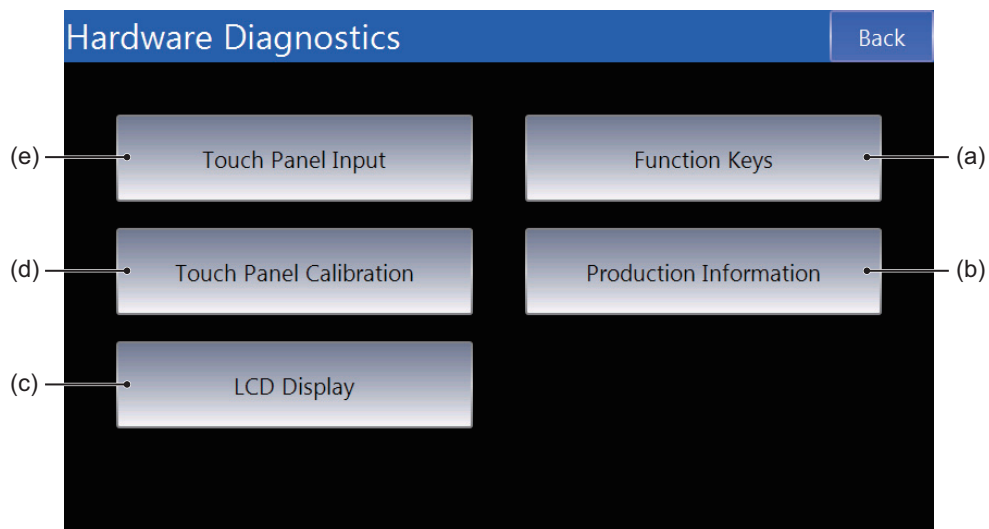 Hardware Diagnostics Back
(e) Touch Panel Input Function Keys (a)
(d) Touch Panel Calibration Production Information (b)
(c) LCD Display